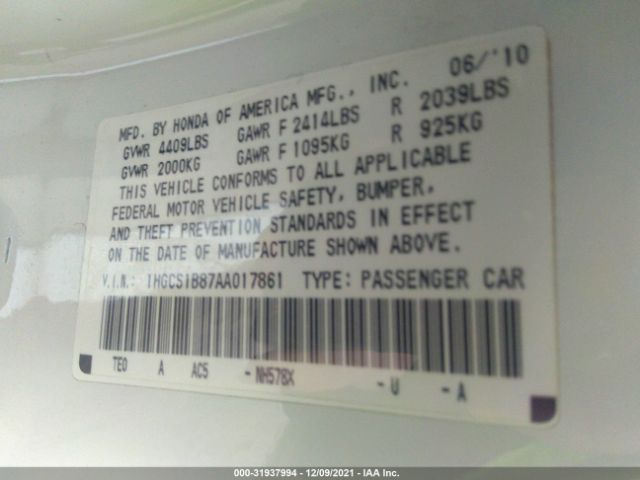 MFD. BY HONDA OF AMERICA MFG., INC. 06/'10
GVWR 4409LBS GAWR F 2414LBS R 2039LBS
GVWR 2000KG GAWR F 1095KG R 925KG
THIS VEHICLE CONFORMS TO ALL APPLICABLE
FEDERAL MOTOR VEHICLE SAFETY, BUMPER,
AND THEFT PREVENTION STANDARDS IN EFFECT
ON THE DATE OF MANUFACTURE SHOWN ABOVE.
V.I.N.: 1HGCS1B87AA017861 TYPE: PASSENGER CAR
TE0 A AC5 - NH578X - U - A
000-31937994 - 12/09/2021 - IAA Inc.